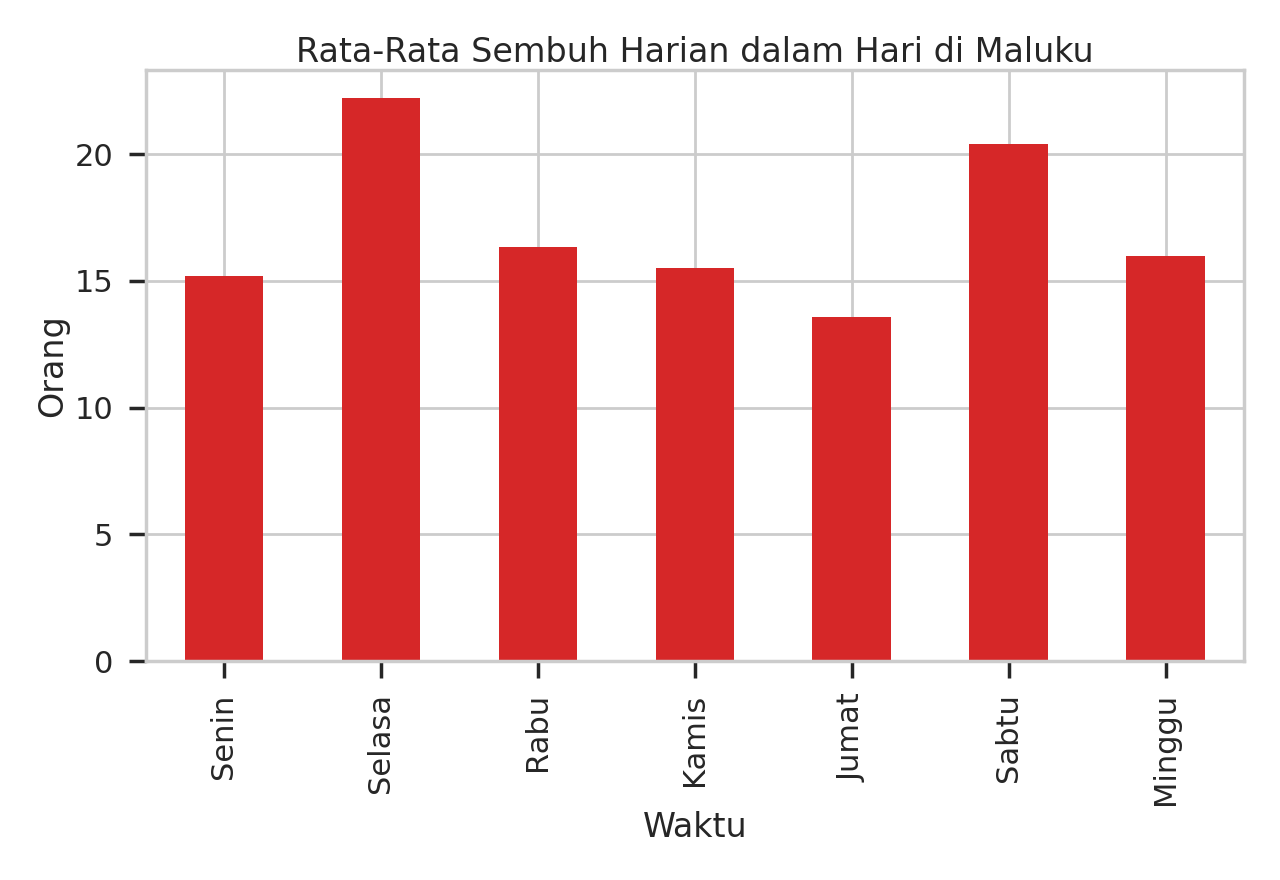 Rata-Rata Sembuh Harian dalam Hari di Maluku
Orang
20
15
10
5
0
Senin
Selasa
Rabu
Kamis
Jumat
Sabtu
Minggu
Waktu